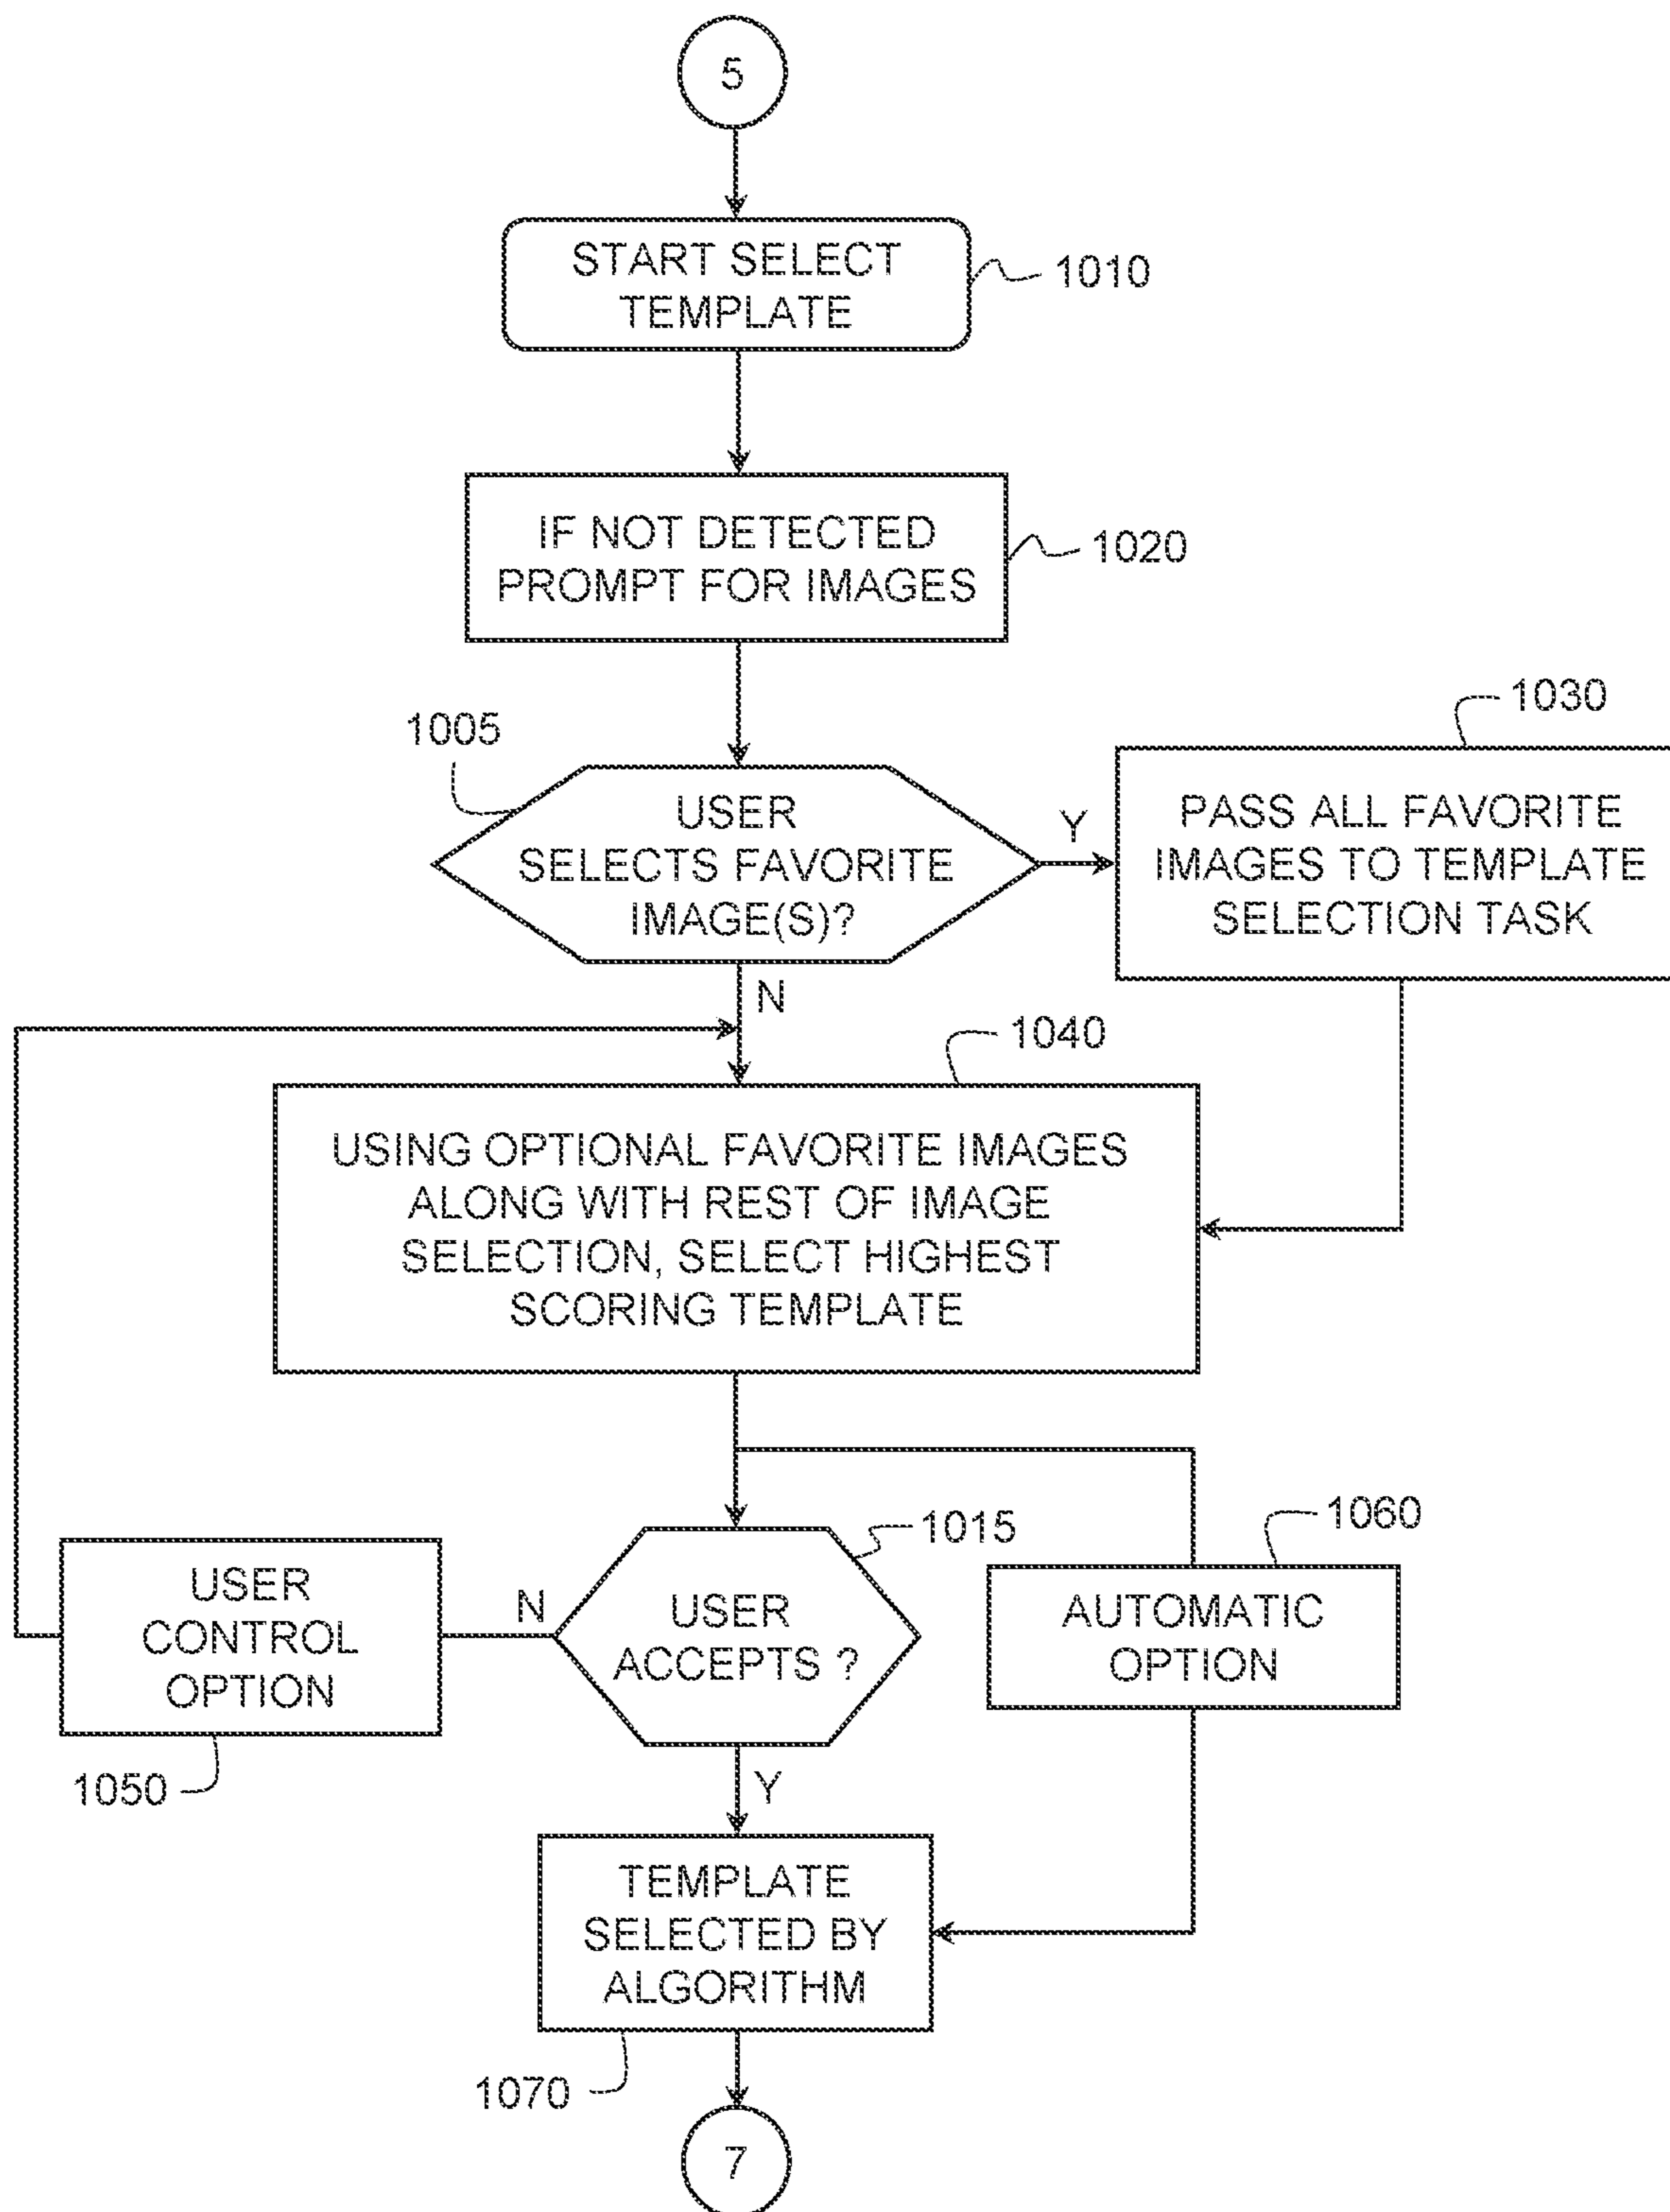 5
START SELECT
TEMPLATE
1010
IF NOT DETECTED
PROMPT FOR IMAGES
1020
1005
USER
SELECTS FAVORITE
IMAGE(S)?
Y
1030
PASS ALL FAVORITE
IMAGES TO TEMPLATE
SELECTION TASK
N
1040
USING OPTIONAL FAVORITE IMAGES
ALONG WITH REST OF IMAGE
SELECTION, SELECT HIGHEST
SCORING TEMPLATE
1015
USER
ACCEPTS ?
N
USER
CONTROL
OPTION
1050
1060
AUTOMATIC
OPTION
Y
TEMPLATE
SELECTED BY
ALGORITHM
1070
7